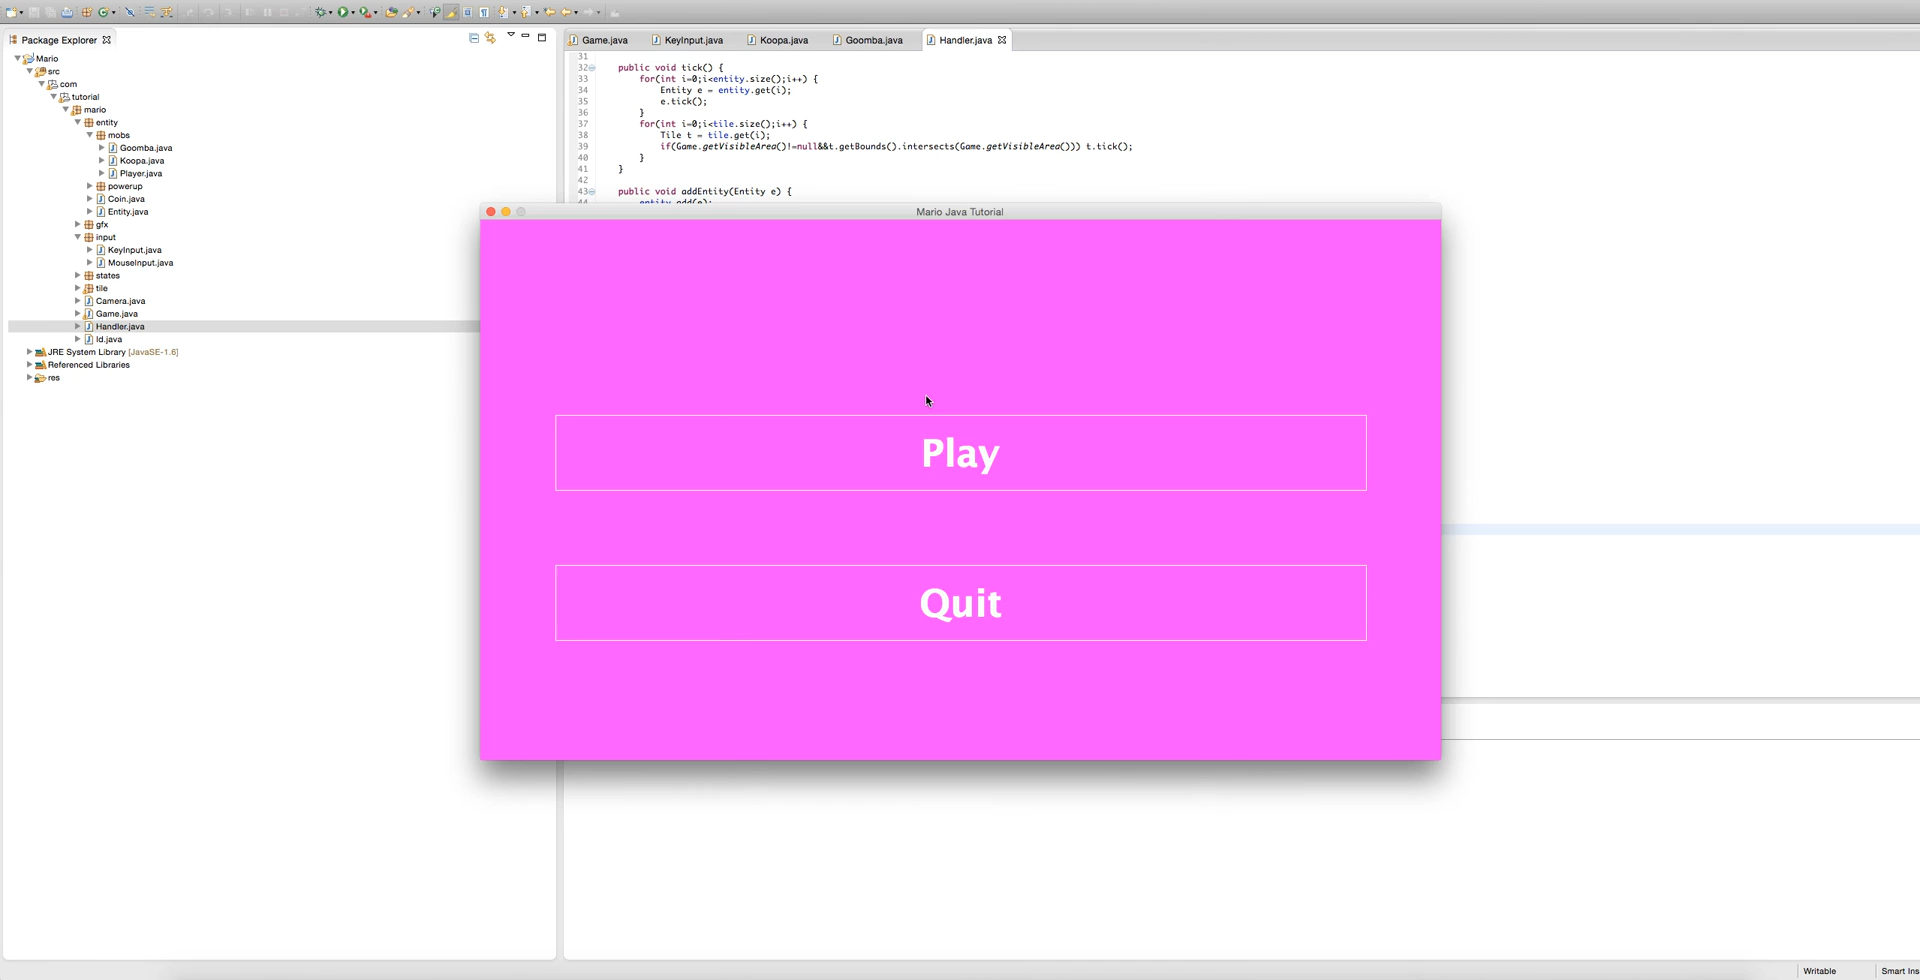 Package Explorer
Mario
src
com
tutorial
mario
entity
mobs
Goomba.java
Koopa.java
Player.java
powerup
Coin.java
Entity.java
gfx
input
KeyInput.java
MouseInput.java
states
tile
Camera.java
Game.java
Handler.java
Id.java
JRE System Library [JavaSE-1.6]
Referenced Libraries
res
Game.java KeyInput.java Koopa.java Goomba.java Handler.java
31
32 public void tick() {
33 for(int i=0;i<entity.size();i++) {
34 Entity e = entity.get(i);
35 e.tick();
36 }
37 for(int i=0;i<tile.size();i++) {
38 Tile t = tile.get(i);
39 if(Game.getVisibleArea()!=null&&t.getBounds().intersects(Game.getVisibleArea())) t.tick();
40 }
41 }
42
43 public void addEntity(Entity e) {
44 entity.add(e);
Mario Java Tutorial
Play
Quit
Writable Smart Ins